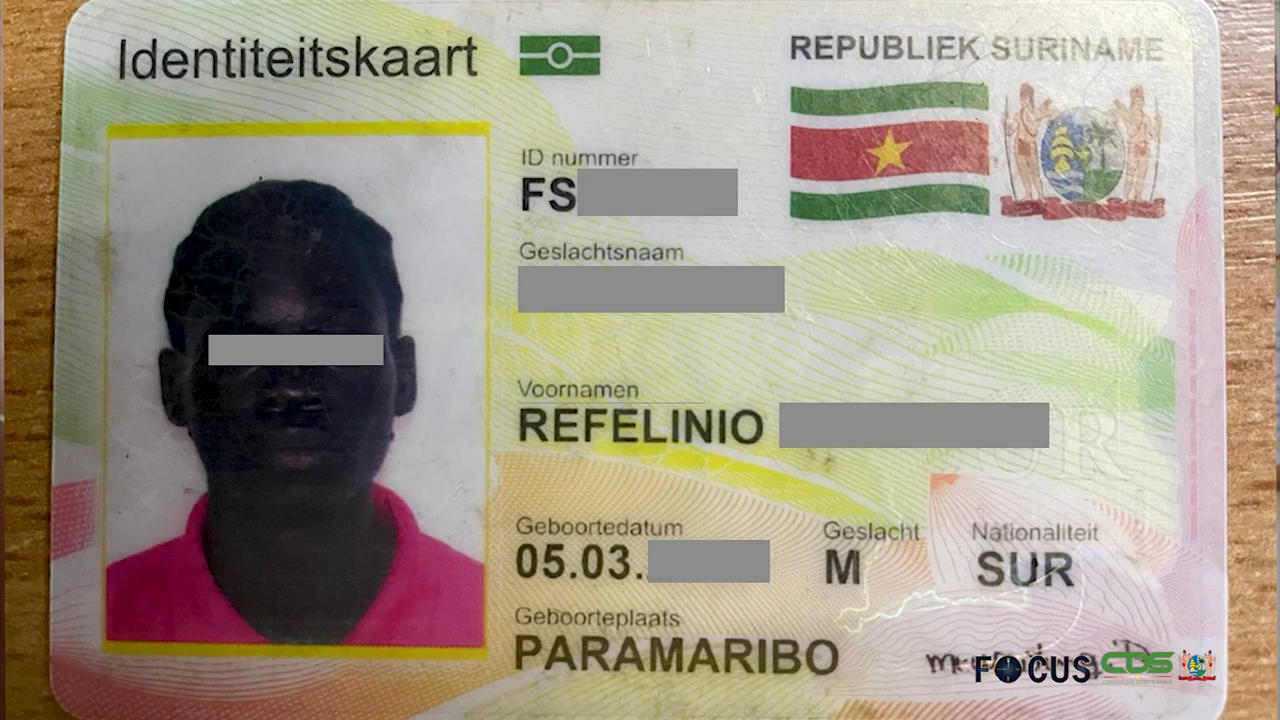 Identiteitskaart
REPUBLIEK SURINAME
ID nummer
FS
Geslachtsnaam
Voornamen
REFELINIO
Geboortedatum
05.03.
Geslacht
M
Nationaliteit
SUR
Geboorteplaats
PARAMARIBO
FOCUS CDS